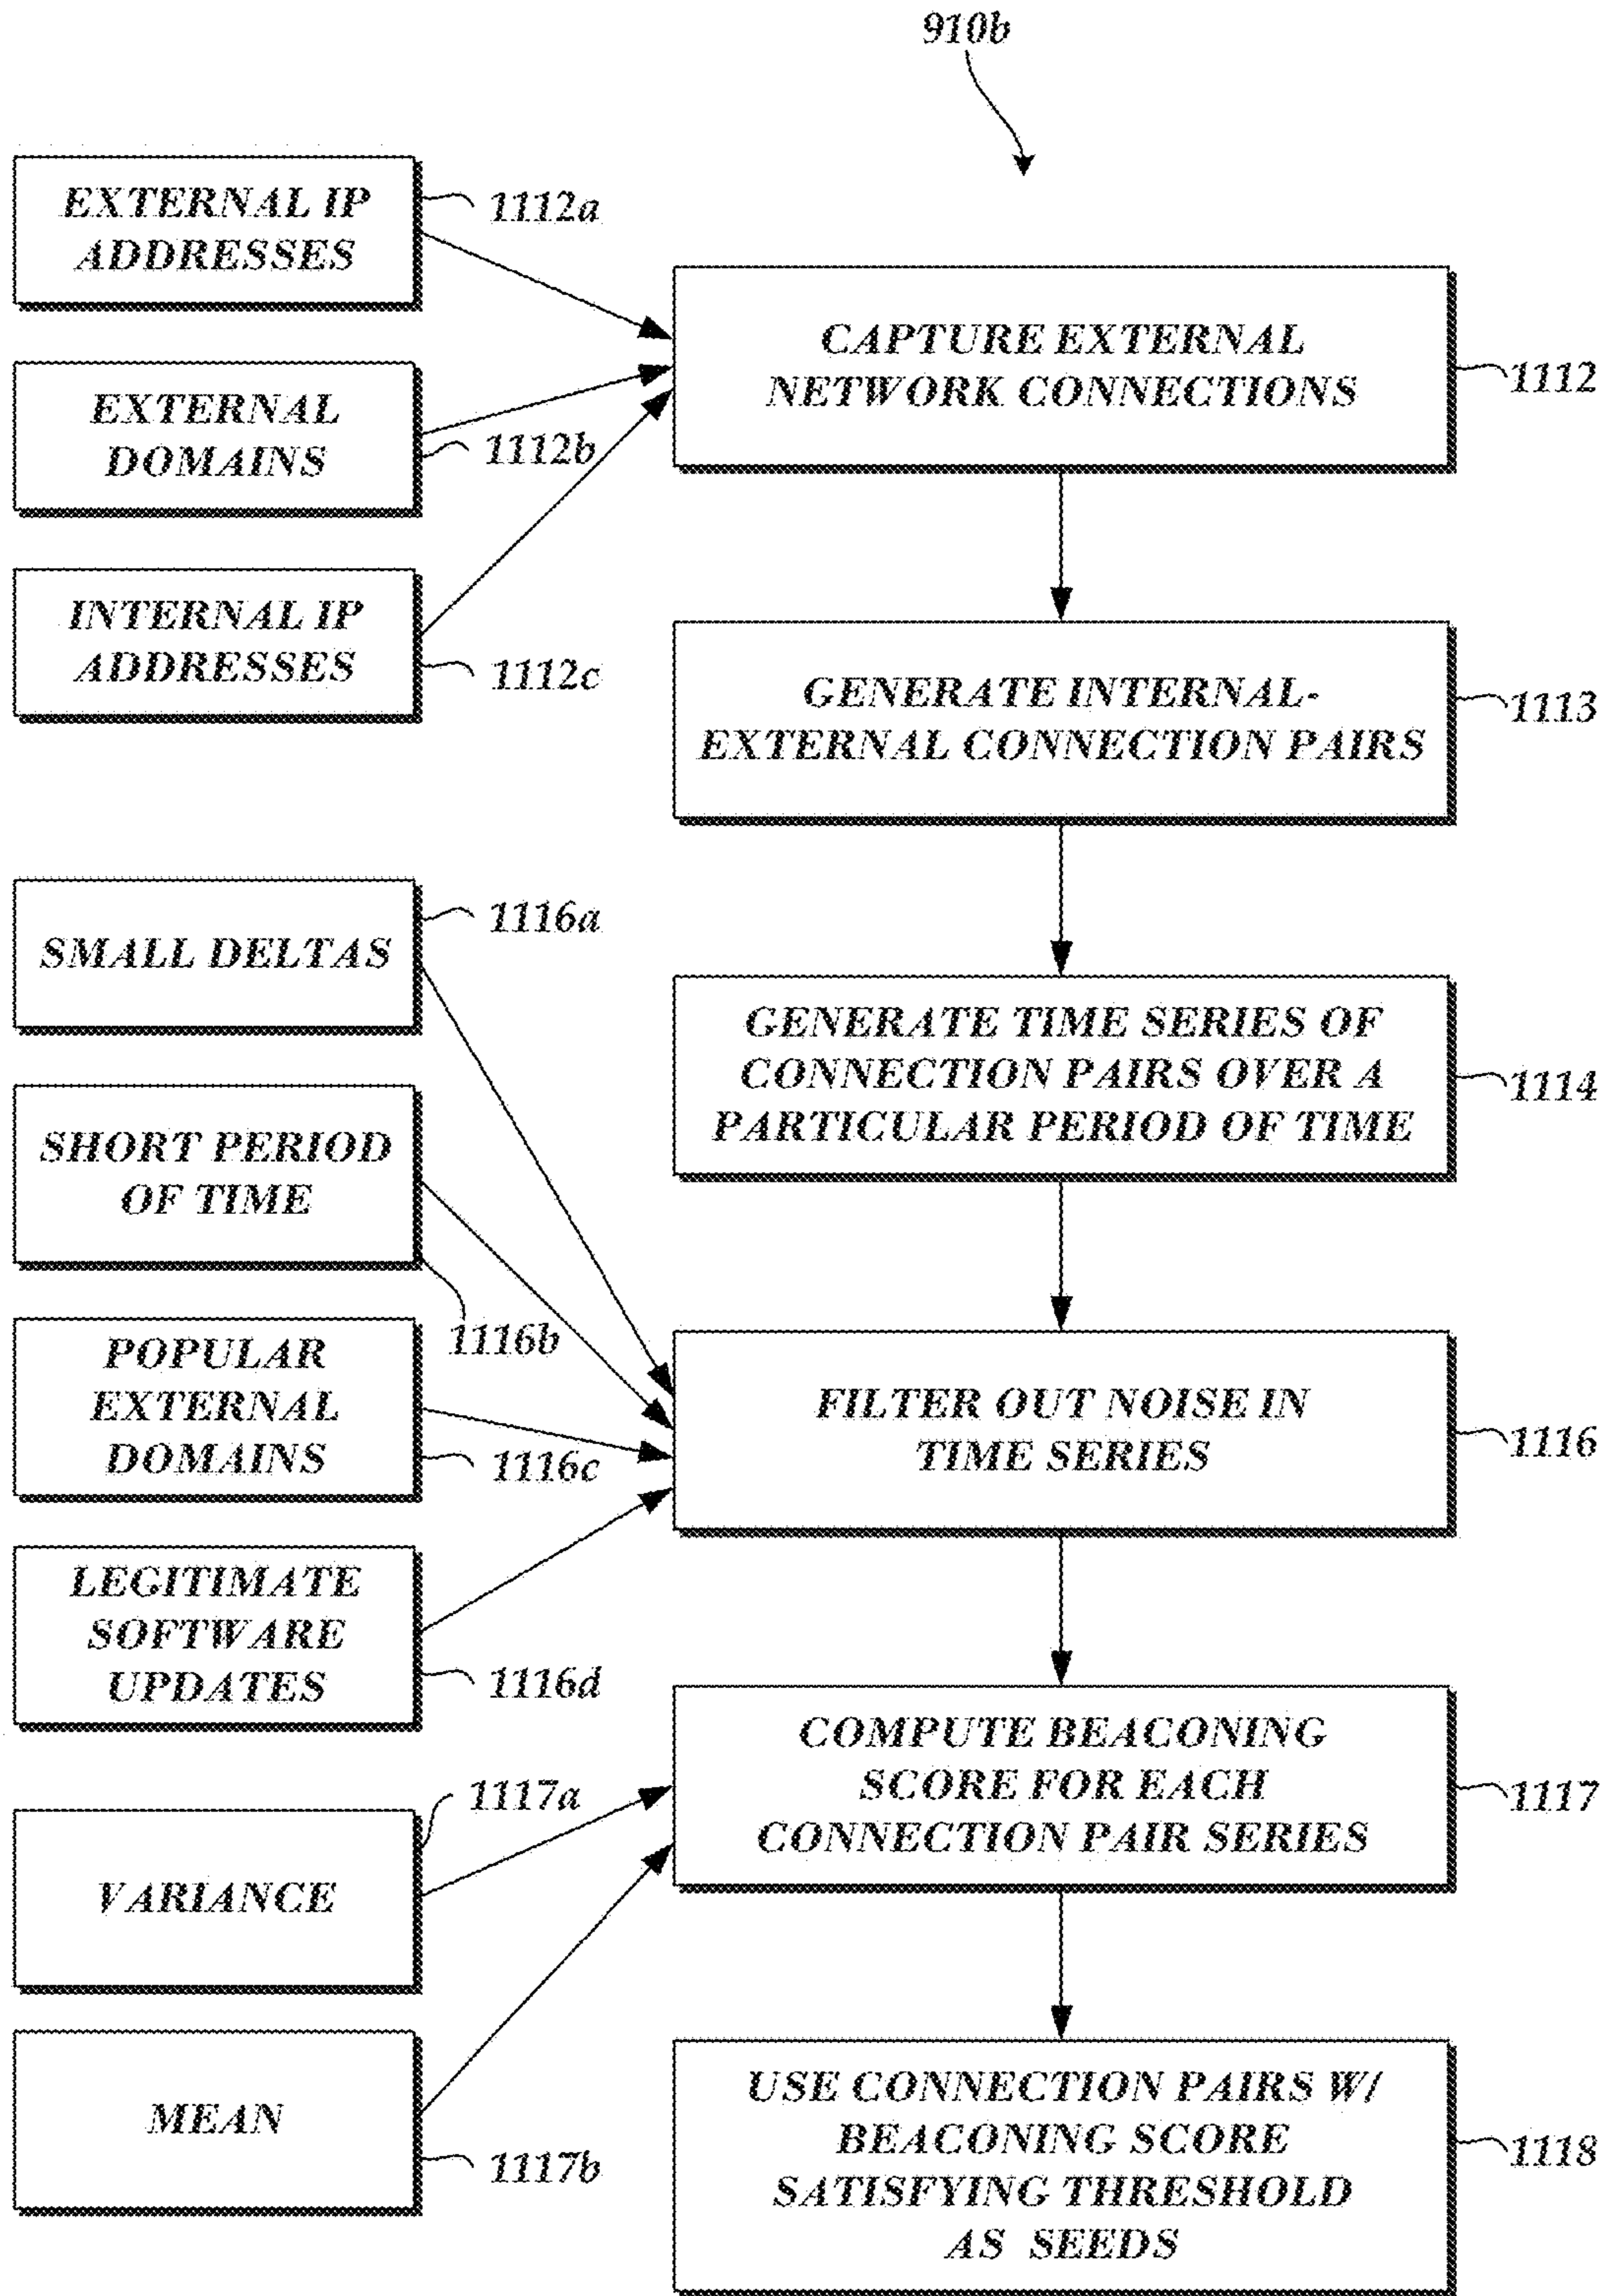 910b
EXTERNAL IP
ADDRESSES
1112a
EXTERNAL
DOMAINS
1112b
INTERNAL IP
ADDRESSES
1112c
CAPTURE EXTERNAL
NETWORK CONNECTIONS
1112
GENERATE INTERNAL-
EXTERNAL CONNECTION PAIRS
1113
SMALL DELTAS
1116a
GENERATE TIME SERIES OF
CONNECTION PAIRS OVER A
PARTICULAR PERIOD OF TIME
1114
SHORT PERIOD
OF TIME
1116b
POPULAR
EXTERNAL
DOMAINS
1116c
FILTER OUT NOISE IN
TIME SERIES
1116
LEGITIMATE
SOFTWARE
UPDATES
1116d
COMPUTE BEACONING
SCORE FOR EACH
CONNECTION PAIR SERIES
1117
1117a
VARIANCE
MEAN
1117b
USE CONNECTION PAIRS W/
BEACONING SCORE
SATISFYING THRESHOLD
AS SEEDS
1118